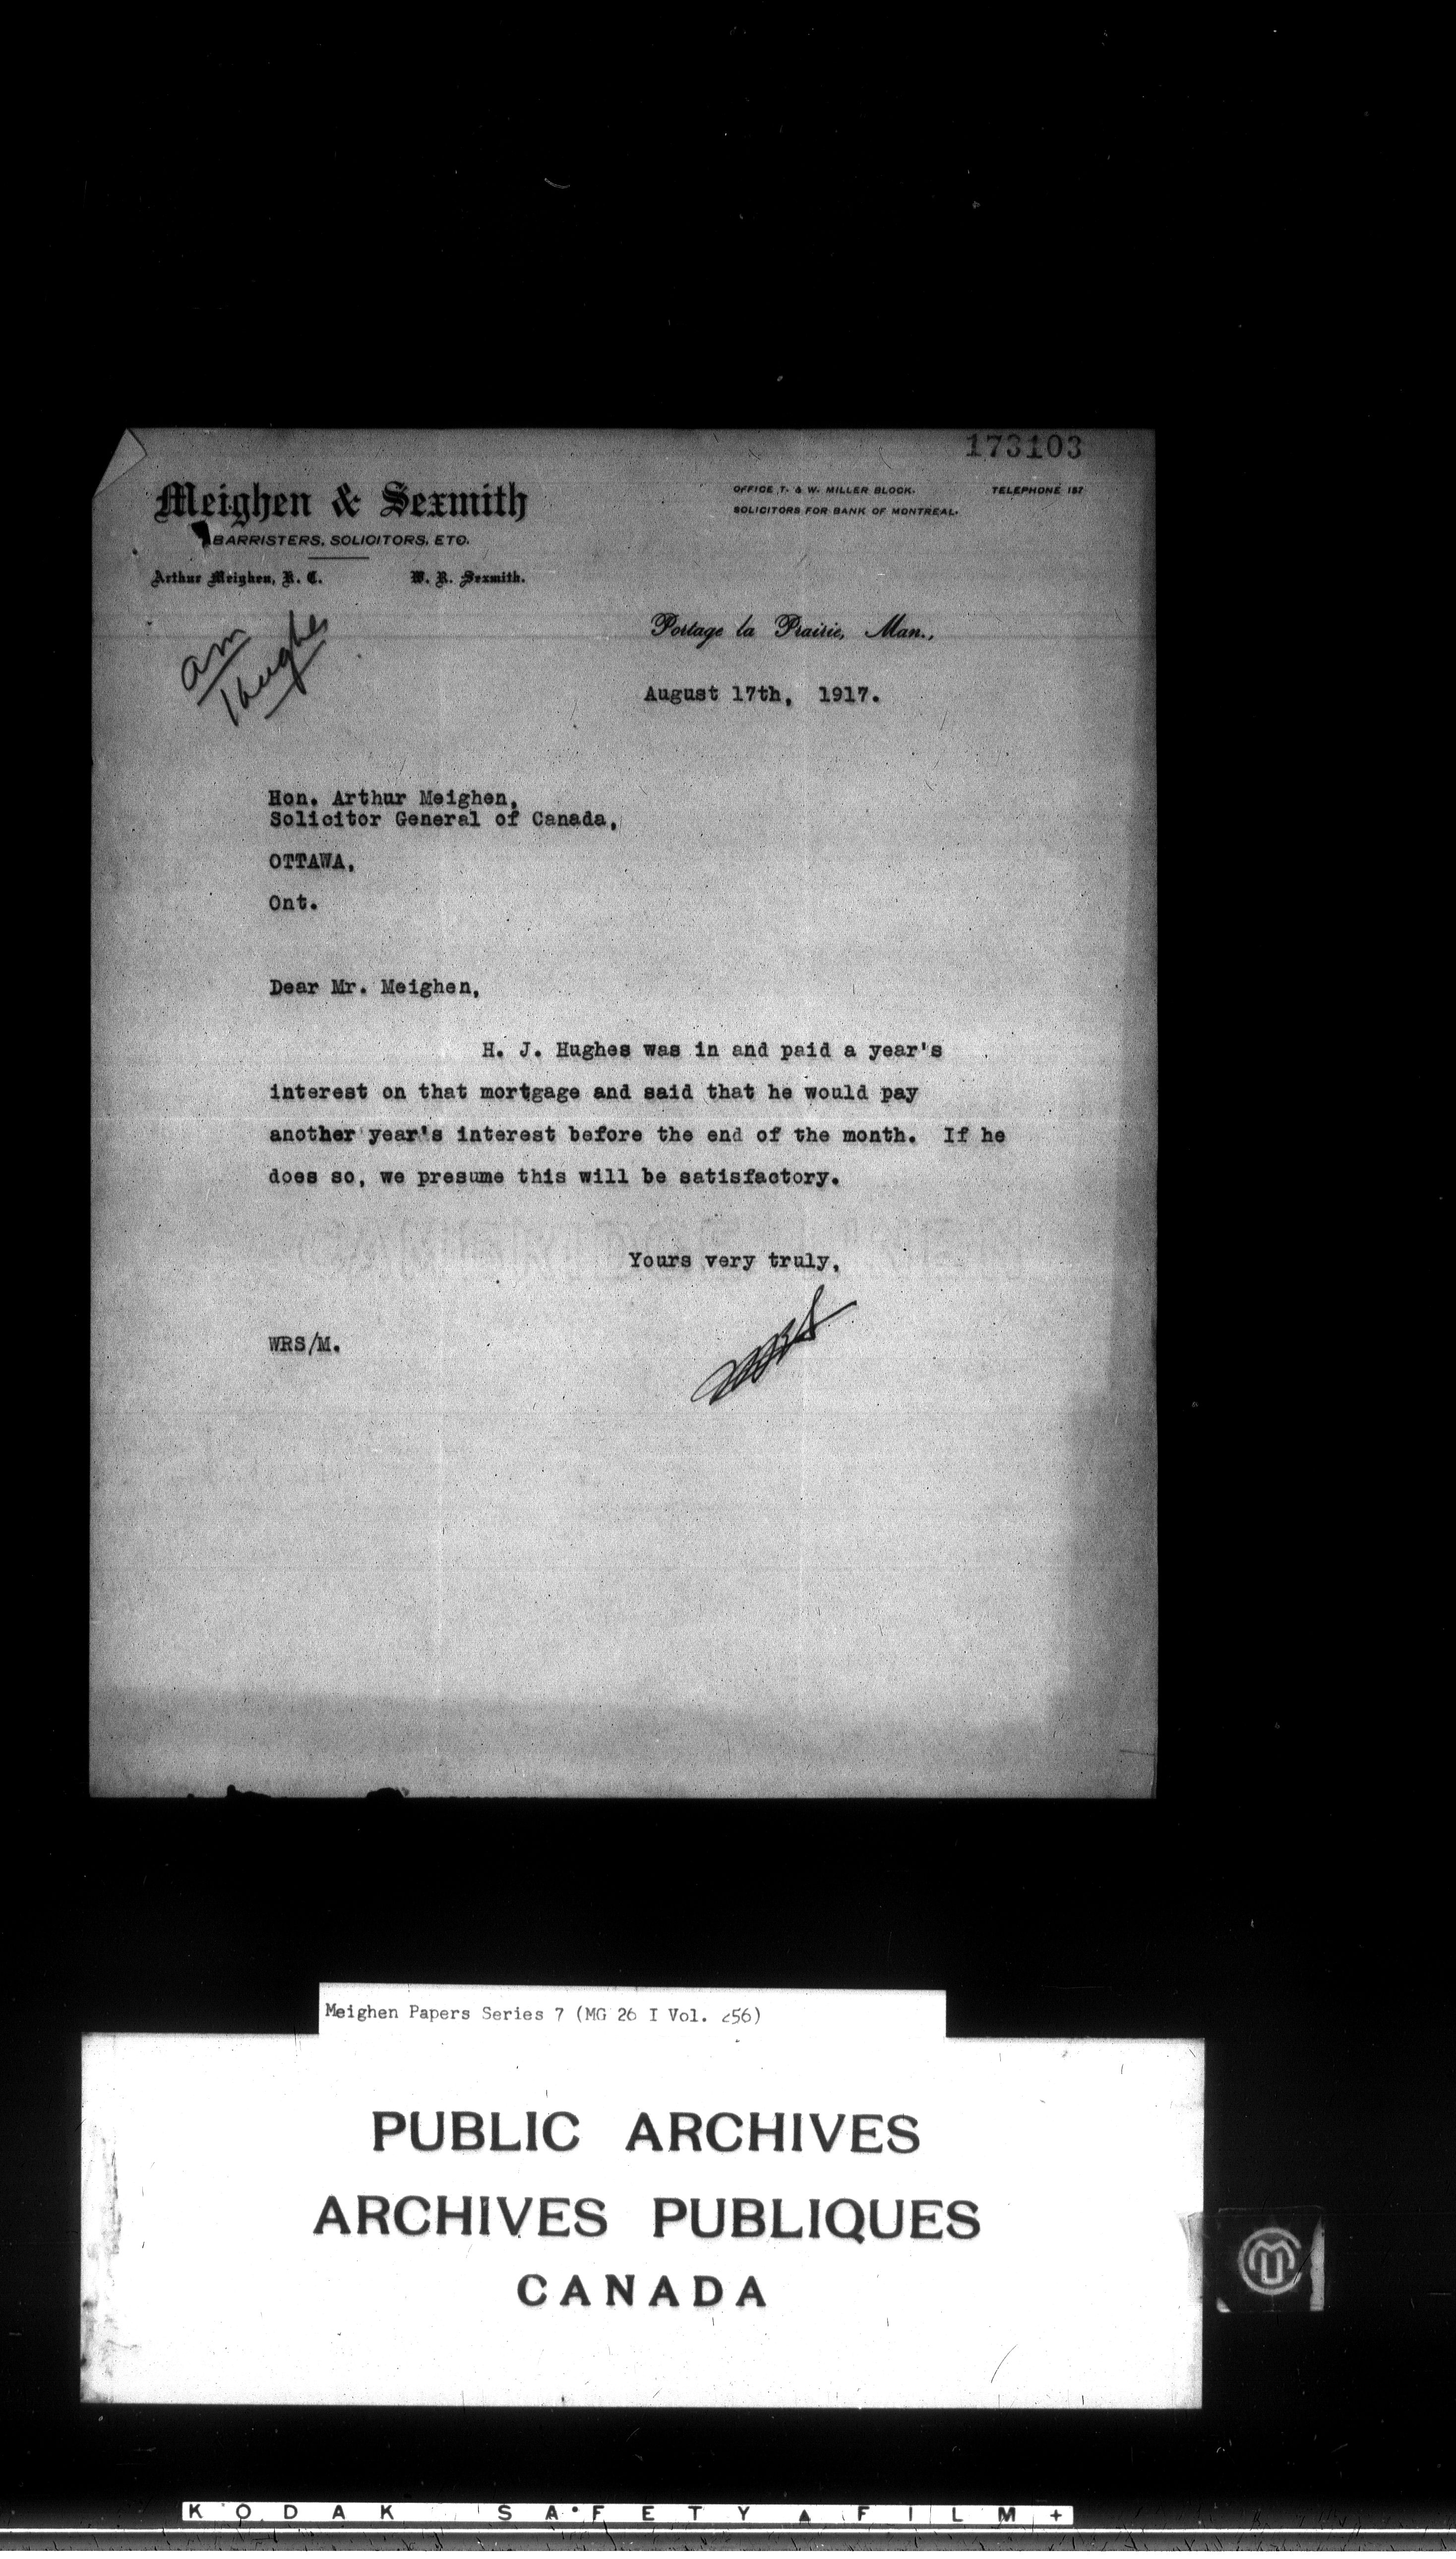 173103
Meighen & Sexmith
OFFICE T. & W. MILLER BLOCK.
TELEPHONE 157
SOLICITORS FOR BANK OF MONTREAL.
BARRISTERS, SOLICITORS, ETC.
Arthur Meighen, K. C.
W. R. Sexmith.
am
Hughes
Portage la Prairie, Man.,
August 17th, 1917.
Hon. Arthur Meighen,
Solicitor General of Canada,
OTTAWA,
Ont.
Dear Mr. Meighen,
H. J. Hughes was in and paid a year's
interest on that mortgage and said that he would pay
another year's interest before the end of the month. If he
does so, we presume this will be satisfactory.
Yours very truly,
WRS
WRS/M.
Meighen Papers Series 7 (MG 26 I Vol. 256)
PUBLIC ARCHIVES
ARCHIVES PUBLIQUES
CANADA
KODAK SAFETY FILM